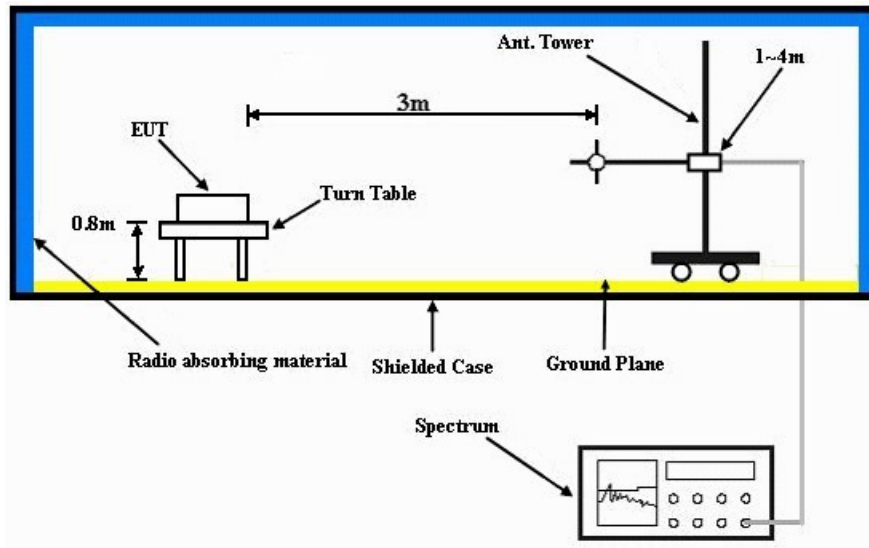 Ant. Tower
1~4m
3m
EUT
Turn Table
0.8m
Radio absorbing material
Shielded Case
Ground Plane
Spectrum